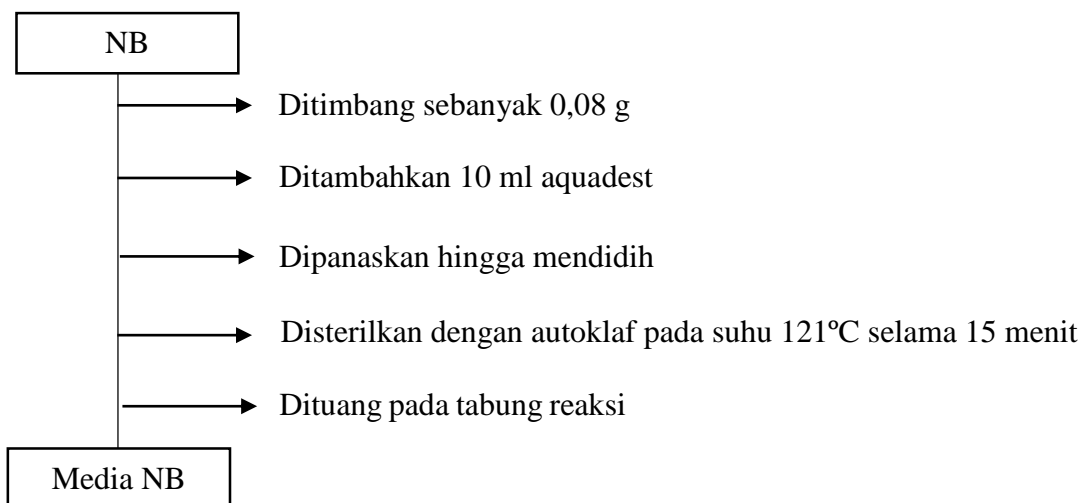 NB
Ditimbang sebanyak 0,08 g
Ditambahkan 10 ml aquadest
Dipanaskan hingga mendidih
Disterilkan dengan autoklaf pada suhu 121ºC selama 15 menit
Dituang pada tabung reaksi
Media NB